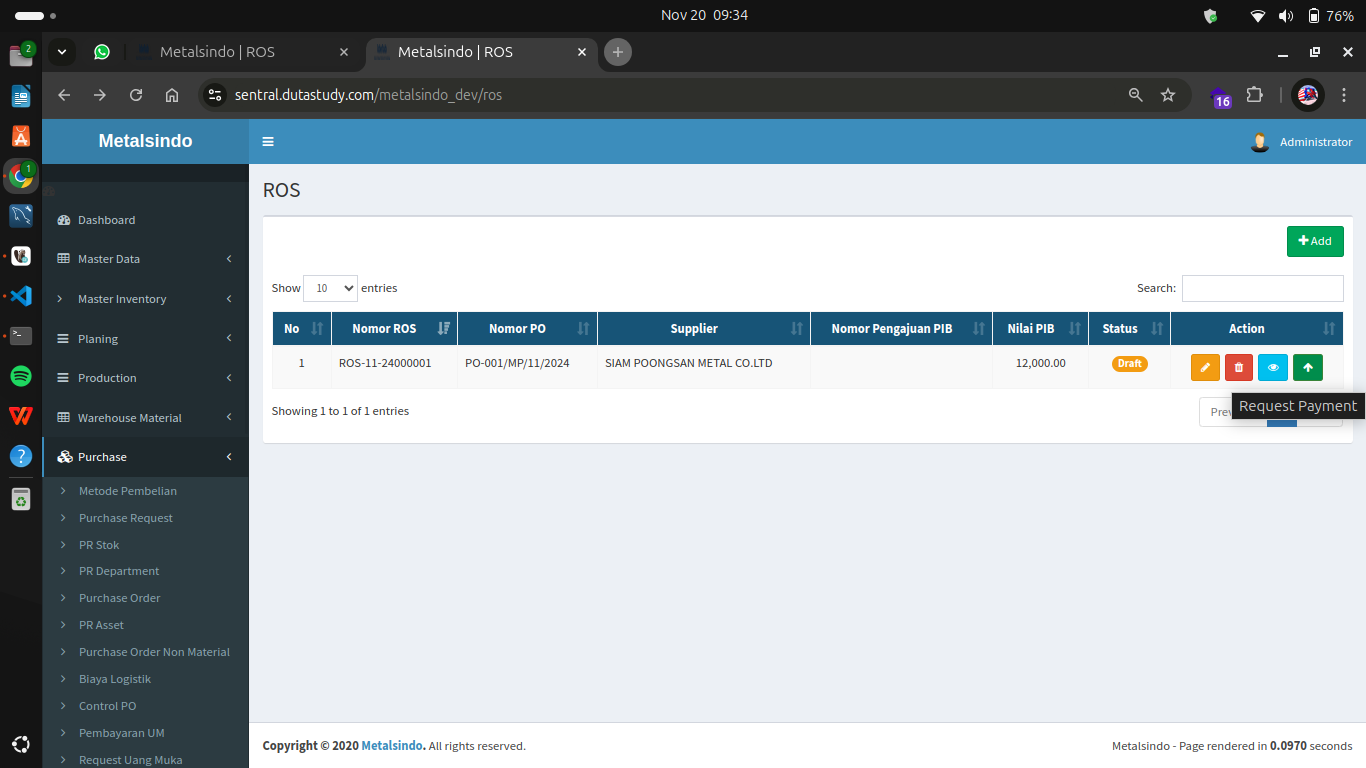 Nov 20 09:34
76%
2
Metalsindo | ROS
Metalsindo | ROS
sentral.dutastudy.com/metalsindo_dev/ros
16
1
Metalsindo
Administrator
ROS
Dashboard
Master Data
Master Inventory
Planing
Production
Warehouse Material
Purchase
Metode Pembelian
Purchase Request
PR Stok
PR Department
Purchase Order
PR Asset
Purchase Order Non Material
Biaya Logistik
Control PO
Pembayaran UM
Request Uang Muka
Add
Show 10 entries
Search:
No Nomor ROS Nomor PO Supplier Nomor Pengajuan PIB Nilai PIB Status Action
1 ROS-11-24000001 PO-001/MP/11/2024 SIAM POONGSAN METAL CO.LTD 12,000.00 Draft
Showing 1 to 1 of 1 entries
Request Payment
Copyright © 2020 Metalsindo. All rights reserved.
Metalsindo - Page rendered in 0.0970 seconds